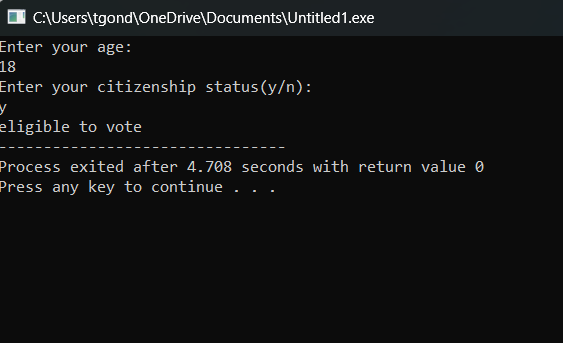 C:\Users\tgond\OneDrive\Documents\Untitled1.exe
Enter your age:
18
Enter your citizenship status(y/n):
y
eligible to vote
--------------------------------
Process exited after 4.708 seconds with return value 0
Press any key to continue . . .